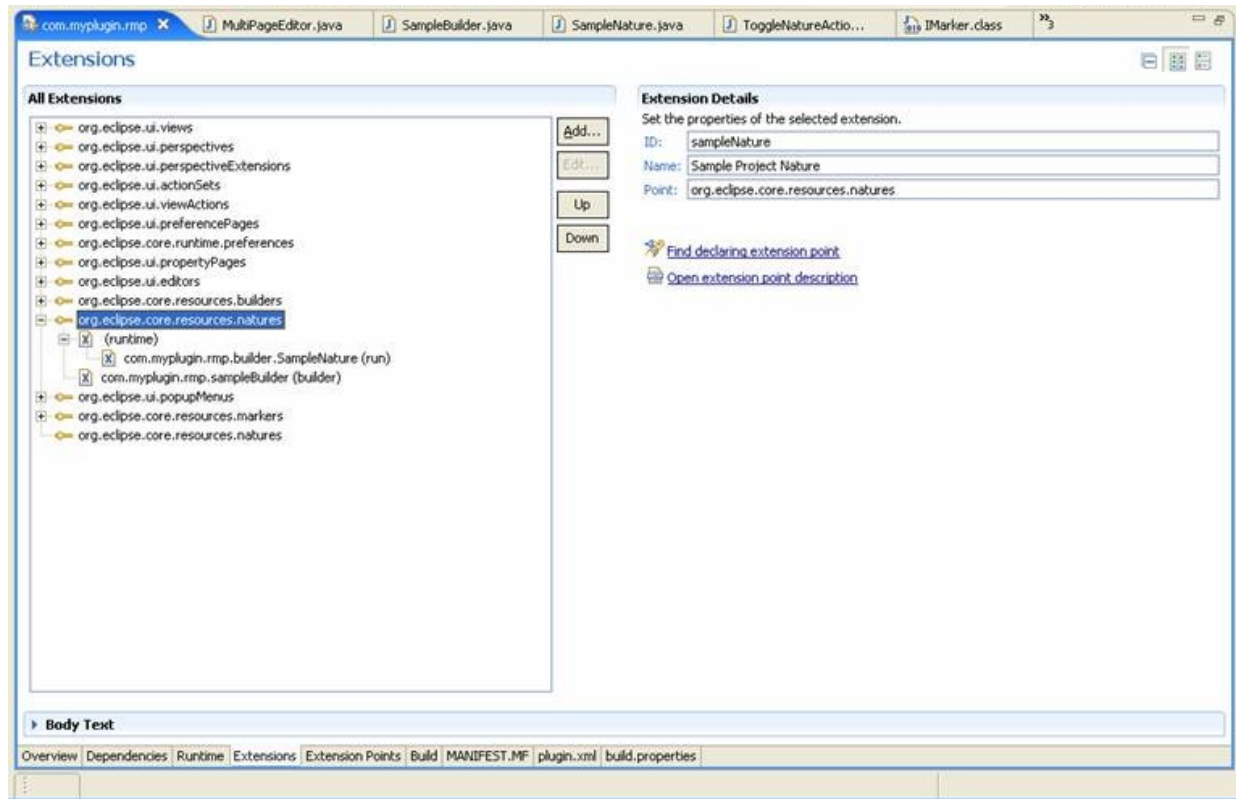 com.myplugin.rmp MultiPageEditor.java SampleBuilder.java SampleNature.java ToggleNatureActio... IMarker.class »3
Extensions
All Extensions
org.eclipse.ui.views
org.eclipse.ui.perspectives
org.eclipse.ui.perspectiveExtensions
org.eclipse.ui.actionSets
org.eclipse.ui.viewActions
org.eclipse.ui.preferencePages
org.eclipse.core.runtime.preferences
org.eclipse.ui.propertyPages
org.eclipse.ui.editors
org.eclipse.core.resources.builders
org.eclipse.core.resources.natures
(runtime)
com.myplugin.rmp.builder.SampleNature (run)
com.myplugin.rmp.sampleBuilder (builder)
org.eclipse.ui.popupMenus
org.eclipse.core.resources.markers
org.eclipse.core.resources.natures
Add...
Edit...
Up
Down
Extension Details
Set the properties of the selected extension.
ID: sampleNature
Name: Sample Project Nature
Point: org.eclipse.core.resources.natures
Find declaring extension point
Open extension point description
Body Text
Overview Dependencies Runtime Extensions Extension Points Build MANIFEST.MF plugin.xml build.properties